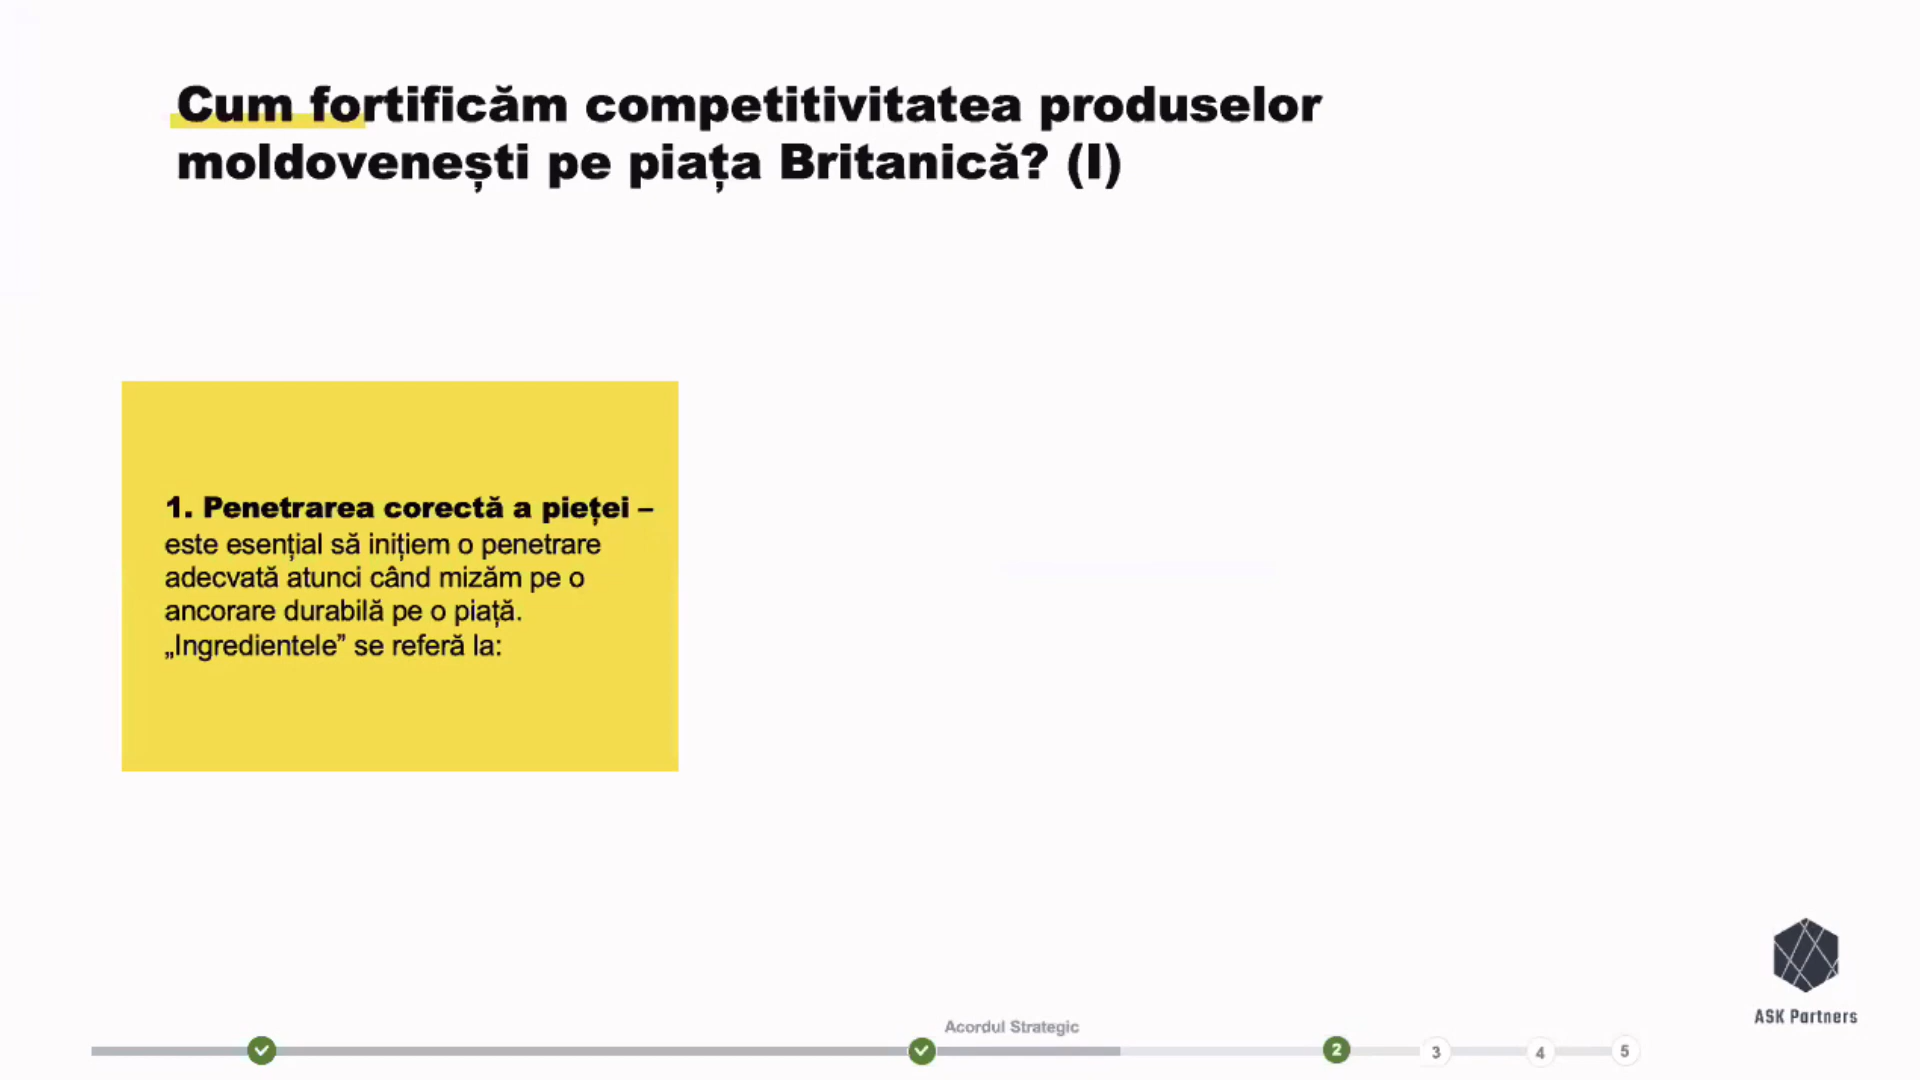 Cum fortificăm competitivitatea produselor
moldovenești pe piața Britanică? (I)
1. Penetrarea corectă a pieței –
este esențial să inițiem o penetrare
adecvată atunci când mizăm pe o
ancorare durabilă pe o piață.
„Ingredientele” se referă la:
ASK Partners
Acordul Strategic
2
3
4
5